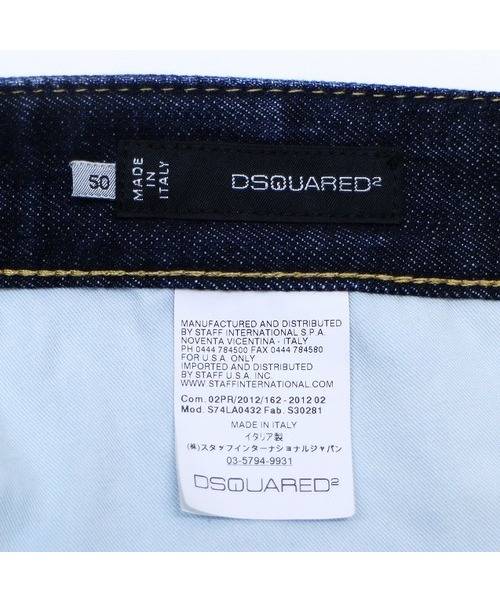 50
MADE
IN
ITALY
DSQUARED²
MANUFACTURED AND DISTRIBUTED
BY STAFF INTERNATIONAL S.P.A.
NOVENTA VICENTINA - ITALY
PH 0444 784500 FAX 0444 784580
FOR U.S.A. ONLY
IMPORTED AND DISTRIBUTED
BY STAFF U.S.A. INC.
WWW.STAFFINTERNATIONAL.COM
Com. 02PR/2012/162 - 2012 02
Mod. S74LA0432 Fab. S30281
MADE IN ITALY
イタリア製
(株)スタッフインターナショナルジャパン
03-5794-9931
DSQUARED²